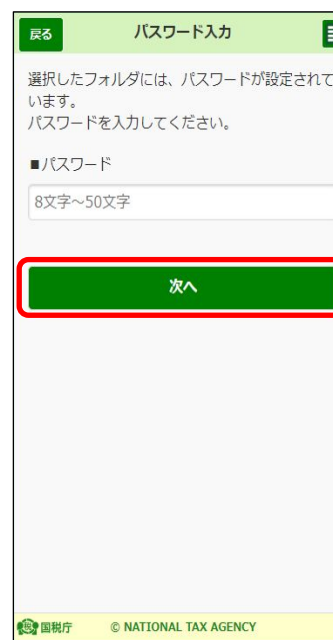 戻る
パスワード入力
選択したフォルダには、パスワードが設定されて
います。
パスワードを入力してください。
■パスワード
8文字～50文字
次へ
国税庁 © NATIONAL TAX AGENCY